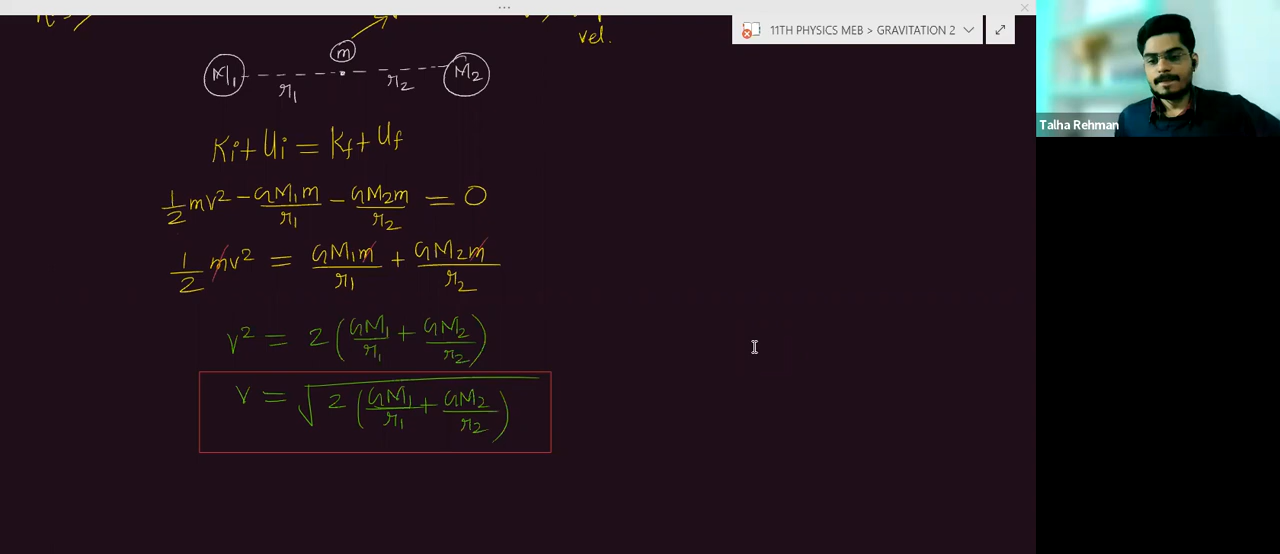 vel.
11TH PHYSICS MEB > GRAVITATION 2
Talha Rehman
m
M₁ r₁ r₂ M₂
Ki + Ui = Kf + Uf
1/2 mv² - GM₁m/r₁ - GM₂m/r₂ = 0
1/2 mv² = GM₁m/r₁ + GM₂m/r₂
v² = 2 (GM₁/r₁ + GM₂/r₂)
v = √2 (GM₁/r₁ + GM₂/r₂)